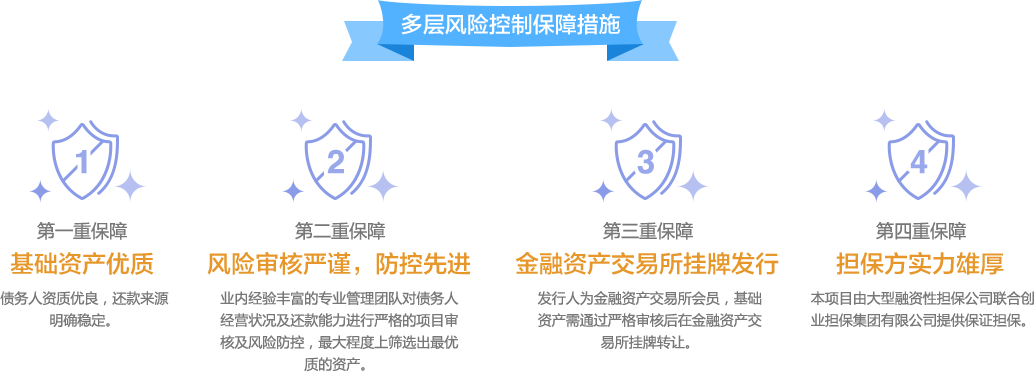 多层风险控制保障措施
1
第一重保障
基础资产优质
债务人资质优良，还款来源
明确稳定。
2
第二重保障
风险审核严谨，防控先进
业内经验丰富的专业管理团队对债务人
经营状况及还款能力进行严格的项目审
核及风险防控，最大程度上筛选出最优
质的资产。
3
第三重保障
金融资产交易所挂牌发行
发行人为金融资产交易所会员，基础
资产需通过严格审核后在金融资产交
易所挂牌转让。
4
第四重保障
担保方实力雄厚
本项目由大型融资性担保公司联合创
业担保集团有限公司提供保证担保。